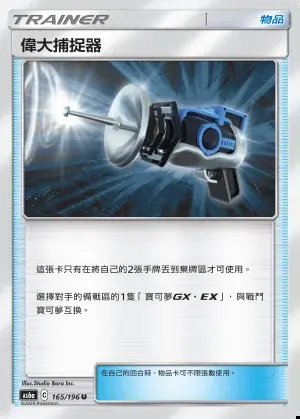 TRAINER 物品
偉大捕捉器
這張卡只有在將自己的2張手牌丟到棄牌區才可使用。
選擇對手的備戰區的1隻「寶可夢GX・EX」,與戰鬥
寶可夢互換。
在自己的回合時,物品卡可不限張數使用。
Illus. Studio Bora Inc.
AS6a C 165/196 U